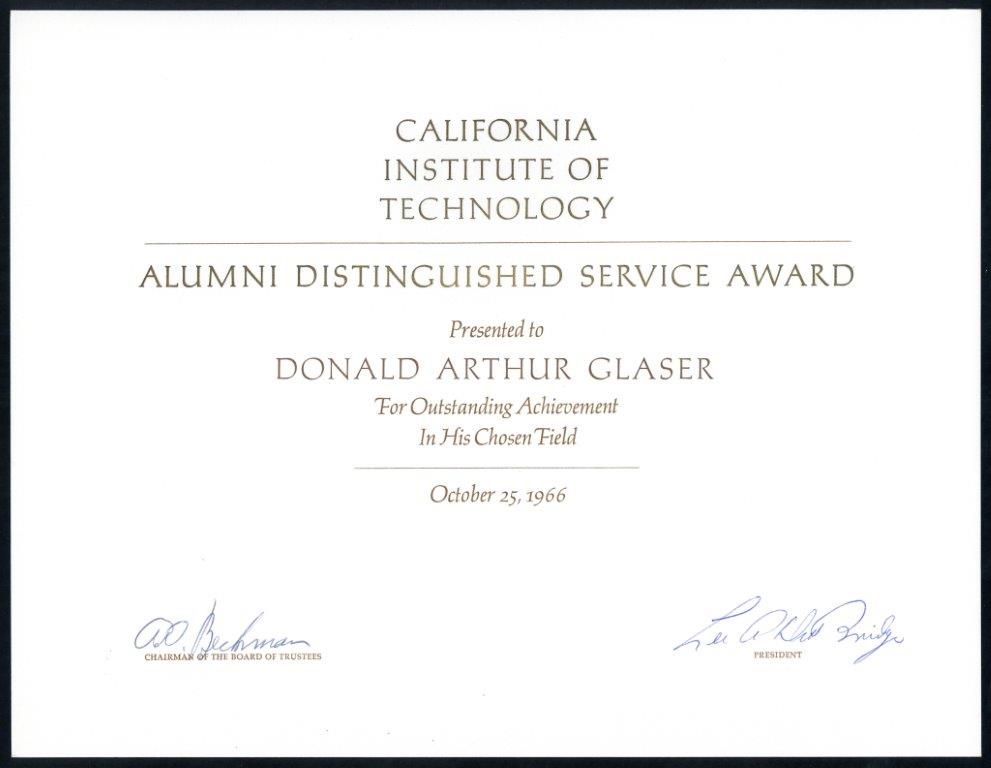 CALIFORNIA
INSTITUTE OF
TECHNOLOGY
ALUMNI DISTINGUISHED SERVICE AWARD
Presented to
DONALD ARTHUR GLASER
For Outstanding Achievement
In His Chosen Field
October 25, 1966
A.O. Beckman
CHAIRMAN OF THE BOARD OF TRUSTEES
Lee A DuBridge
PRESIDENT